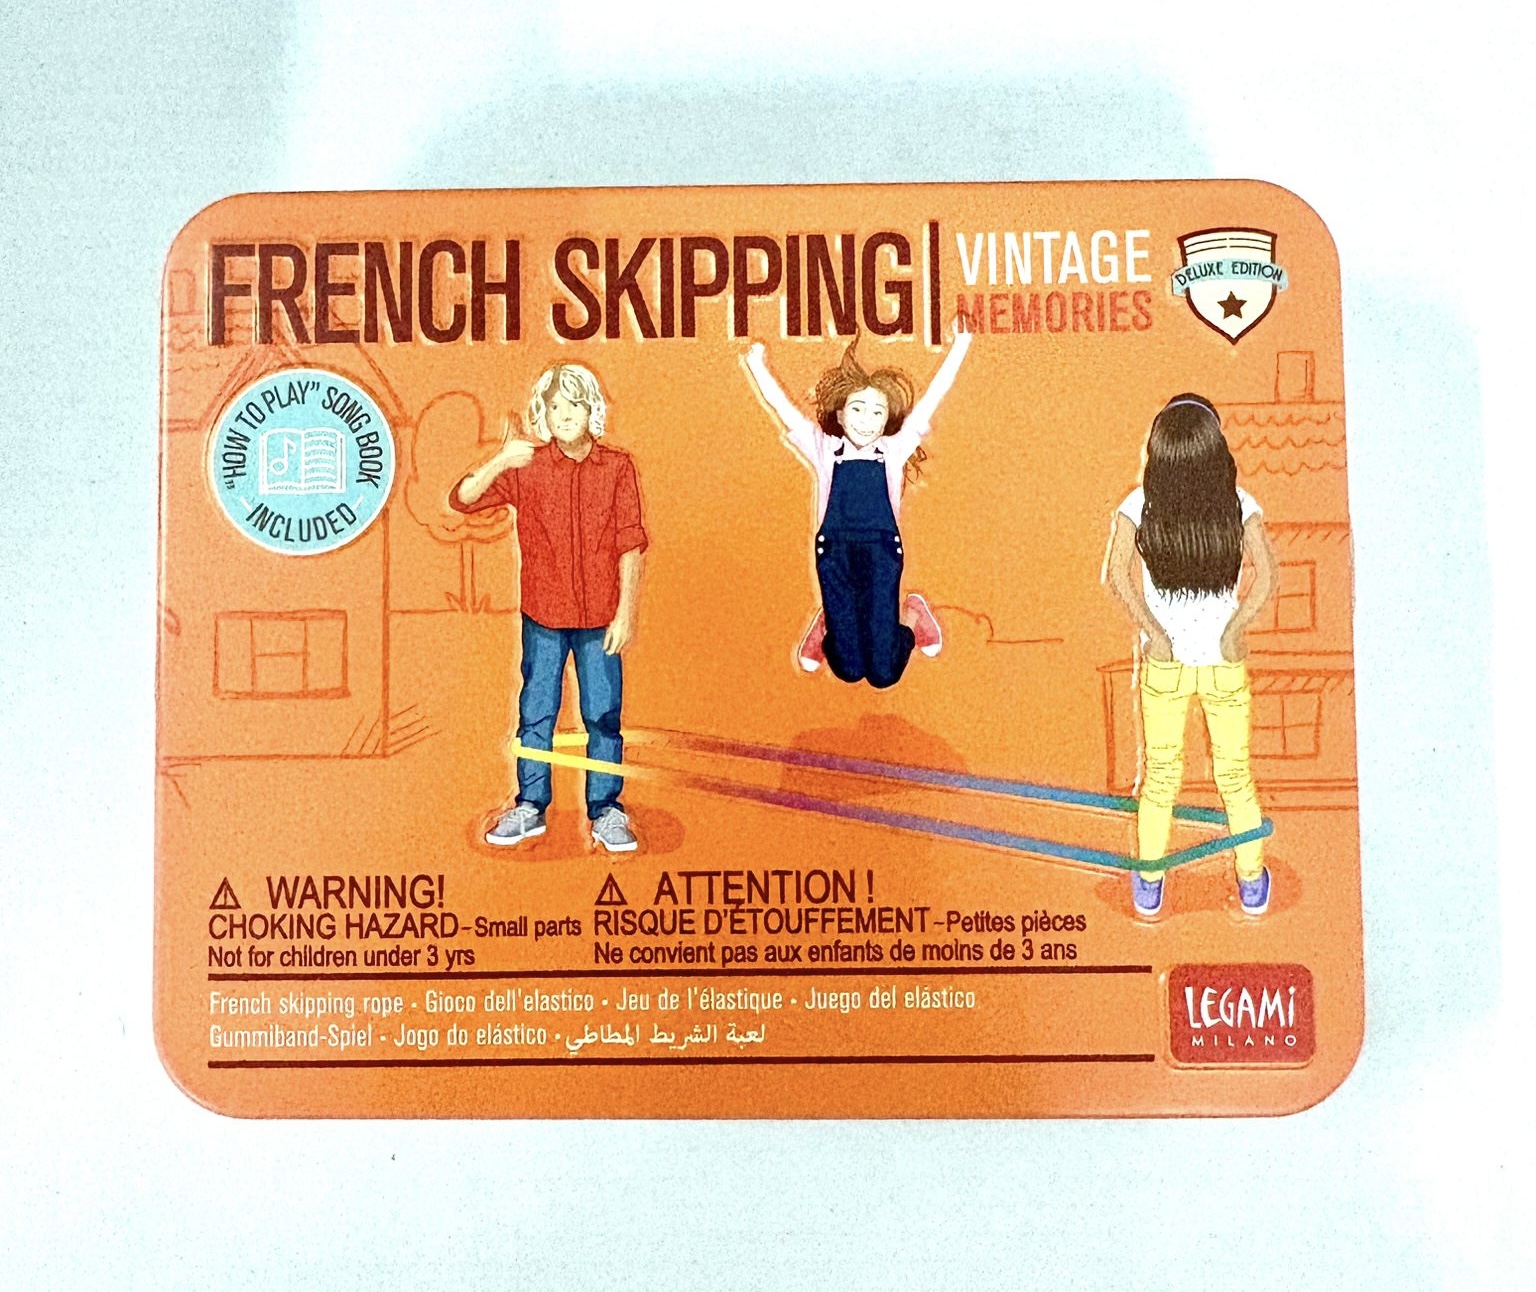 FRENCH SKIPPING
VINTAGE
MEMORIES
DELUXE EDITION
"HOW TO PLAY" SONG BOOK
INCLUDED
WARNING!
CHOKING HAZARD-Small parts
Not for children under 3 yrs
ATTENTION !
RISQUE D'ÉTOUFFEMENT-Petites pièces
Ne convient pas aux enfants de moins de 3 ans
French skipping rope · Gioco dell'elastico · Jeu de l'élastique · Juego del elástico
Gummiband-Spiel · Jogo do elástico · لعبة الشريط المطاطي
LEGAMi
MILANO